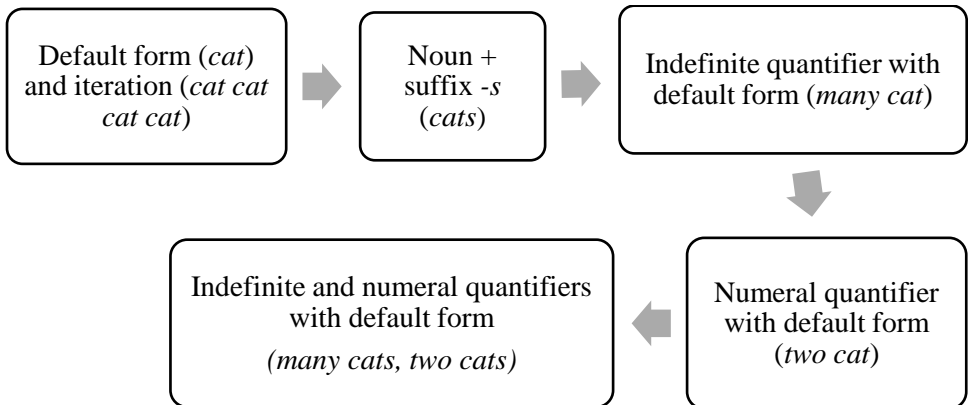 Default form (cat)
and iteration (cat cat
cat cat)
Noun +
suffix -s
(cats)
Indefinite quantifier with
default form (many cat)
Numeral quantifier
with default form
(two cat)
Indefinite and numeral quantifiers
with default form
(many cats, two cats)